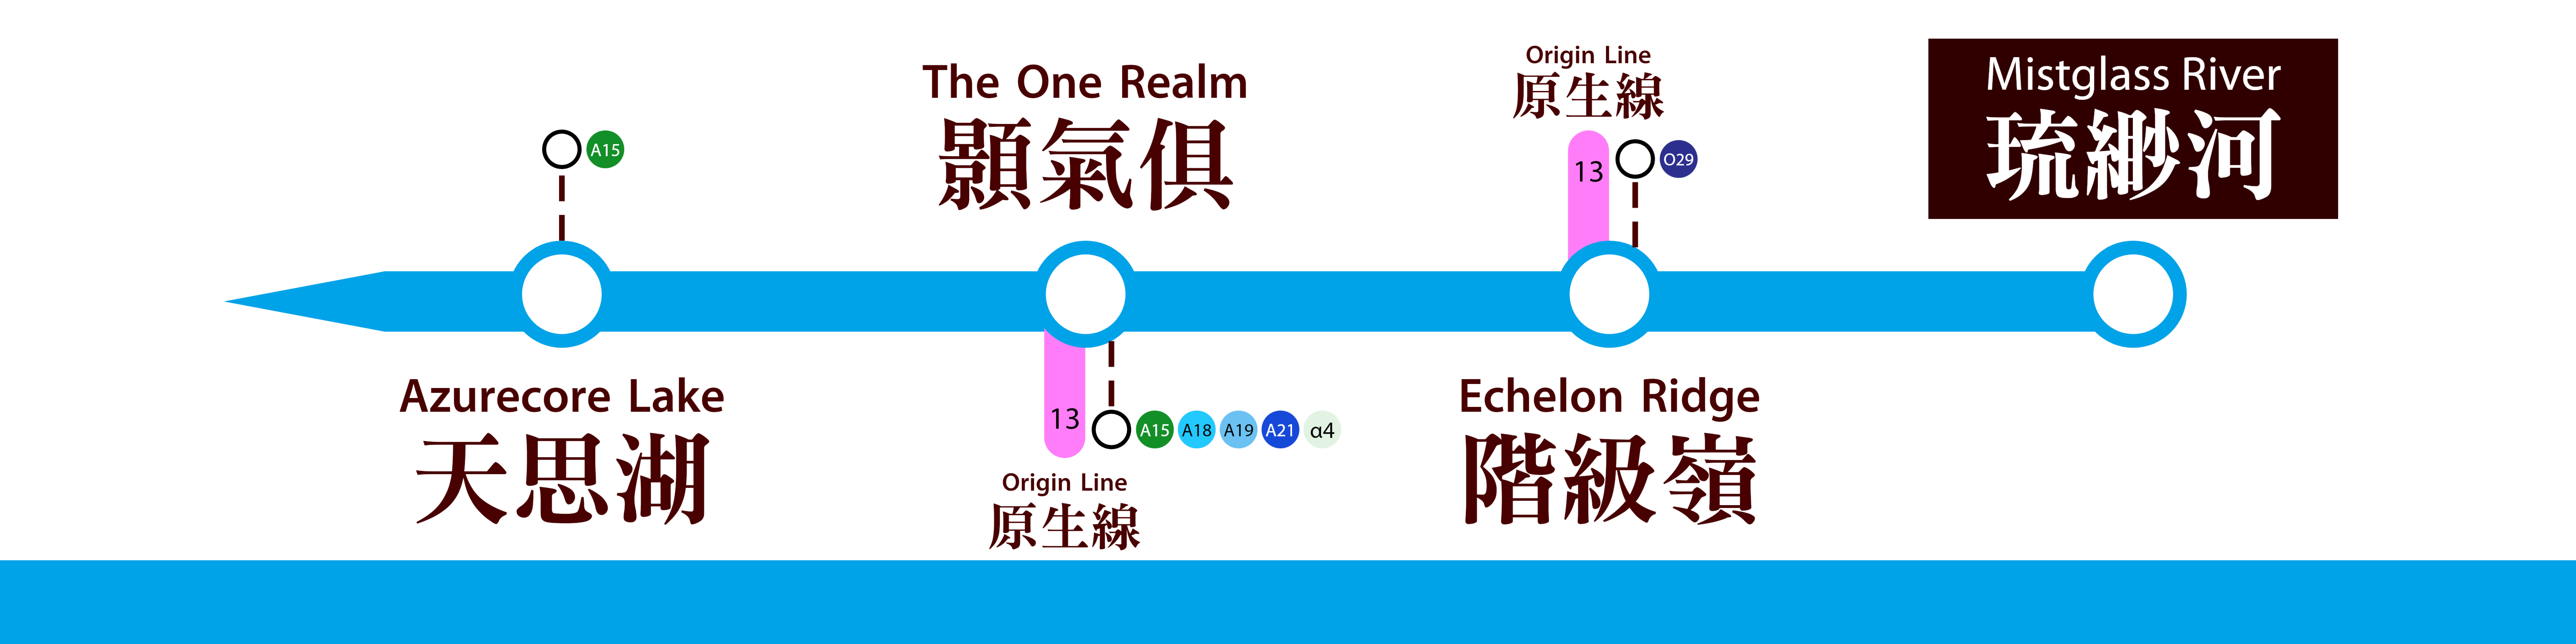 A15
Azurecore Lake
天思湖
The One Realm
顥氣俱
13
A15 A18 A19 A21 α4
Origin Line
原生線
Origin Line
原生線
13
O29
Echelon Ridge
階級嶺
Mistglass River
琉緲河